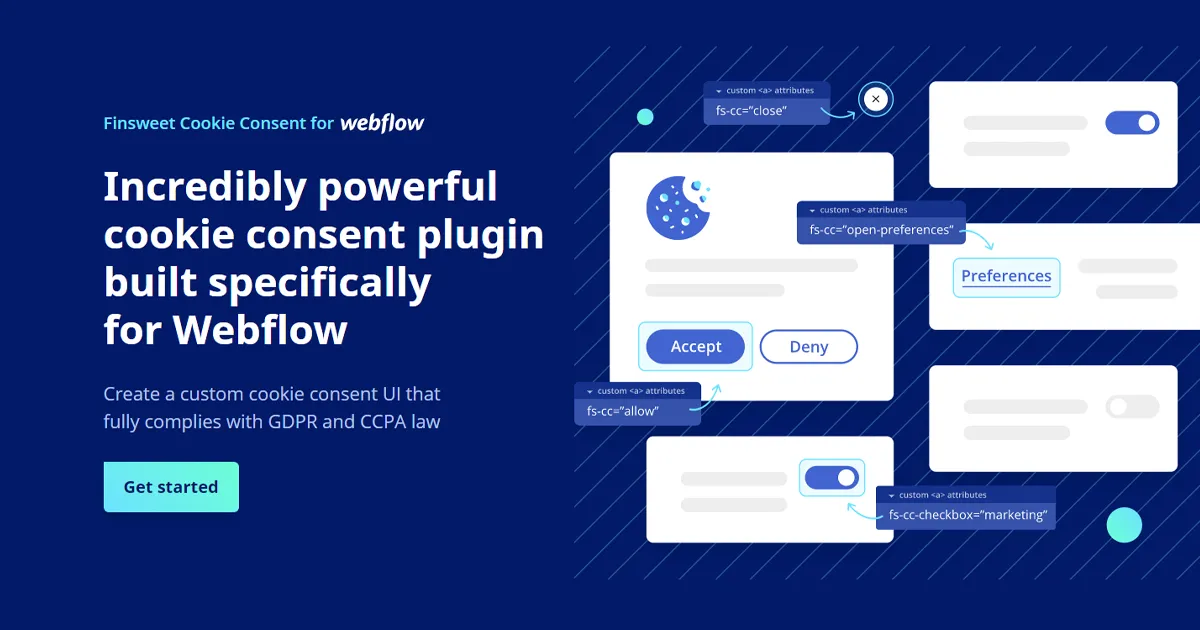 Finsweet Cookie Consent for webflow
Incredibly powerful
cookie consent plugin
built specifically
for Webflow
Create a custom cookie consent UI that
fully complies with GDPR and CCPA law
Get started
custom <a> attributes
fs-cc=”close”
custom <a> attributes
fs-cc=”open-preferences”
Preferences
Accept
Deny
custom <a> attributes
fs-cc=”allow”
custom <a> attributes
fs-cc-checkbox=”marketing”